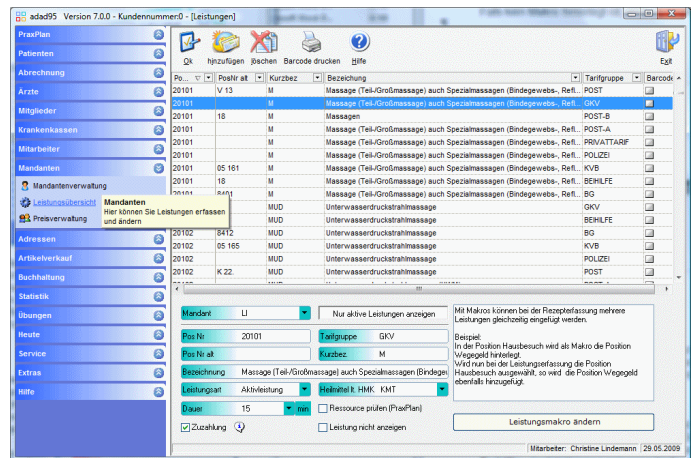 adad95 Version 7.0.0 - Kundennummer:0 - [Leistungen]
PraxPlan
Patienten
Abrechnung
Ärzte
Mitglieder
Krankenkassen
Mitarbeiter
Mandanten
Mandantenverwaltung
Leistungsübersicht
Preisverwaltung
Mandanten
Hier können Sie Leistungen erfassen
und ändern
Adressen
Artikelverkauf
Buchhaltung
Statistik
Übungen
Heute
Service
Extras
Hilfe
Ok hinzufügen löschen Barcode drucken Hilfe Exit
Po... PosNr alt Kurzbez Bezeichung Tarifgruppe Barcode
20101 V 13 M Massage (Teil-/Großmassage) auch Spezialmassagen (Bindegewebs-, Refl... POST
20101 M Massage (Teil-/Großmassage) auch Spezialmassagen (Bindegewebs-, Refl... GKV
20101 18 M Massagen POST-B
20101 M Massage (Teil-/Großmassage) auch Spezialmassagen (Bindegewebs-, Refl... POST-A
20101 M Massage (Teil-/Großmassage) auch Spezialmassagen (Bindegewebs-, Refl... PRIVATTARIF
20101 M Massage (Teil-/Großmassage) auch Spezialmassagen (Bindegewebs-, Refl... POLIZEI
20101 05 161 M Massage (Teil-/Großmassage) auch Spezialmassagen (Bindegewebs-, Refl... KVB
20101 18 M Massage (Teil-/Großmassage) auch Spezialmassagen (Bindegewebs-, Refl... BEIHILFE
8401 M Massage (Teil-/Großmassage) auch Spezialmassagen (Bindegewebs-, Refl... BG
MUD Unterwasserdruckstrahlmassage GKV
MUD Unterwasserdruckstrahlmassage BEIHILFE
20102 8412 MUD Unterwasserdruckstrahlmassage BG
20102 05 165 MUD Unterwasserdruckstrahlmassage KVB
20102 MUD Unterwasserdruckstrahlmassage POLIZEI
20102 K 22. MUD Unterwasserdruckstrahlmassage POST
Mandant LI Nur aktive Leistungen anzeigen
Pos Nr 20101 Tarifgruppe GKV
Pos Nr alt Kurzbez. M
Bezeichnung Massage (Teil-/Großmassage) auch Spezialmassagen (Bindegew
Leistungsart Aktivleistung Heilmittel lt. HMK KMT
Dauer 15 min Ressource prüfen (PraxPlan)
Zuzahlung Leistung nicht anzeigen
Mit Makros können bei der Rezepterfassung mehrere
Leistungen gleichzeitig eingefügt werden.
Beispiel:
In der Position Hausbesuch wird als Makro die Position
Wegegeld hinterlegt.
Wird nun bei der Leistungserfassung die Position
Hausbesuch ausgewählt, so wird die Position Wegegeld
ebenfalls hinzugefügt.
Leistungsmakro ändern
Mitarbeiter: Christine Lindemann 29.05.2009